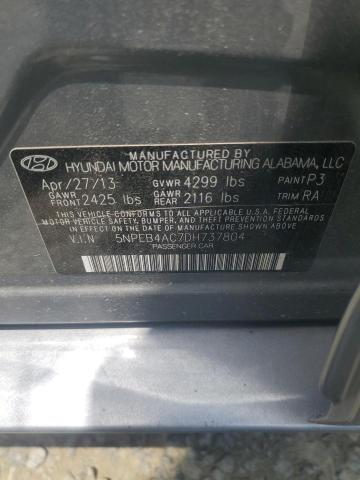 MANUFACTURED BY
HYUNDAI MOTOR MANUFACTURING ALABAMA, LLC
Apr/27/13 GVWR 4299 lbs PAINT P3
GAWR FRONT 2425 lbs GAWR REAR 2116 lbs TRIM RA
THIS VEHICLE CONFORMS TO ALL APPLICABLE U.S.A. FEDERAL
MOTOR VEHICLE SAFETY, BUMPER, AND THEFT PREVENTION
STANDARDS IN EFFECT ON THE DATE OF MANUFACTURE SHOWN ABOVE.
V.I.N 5NPEB4AC7DH737804
PASSENGER CAR